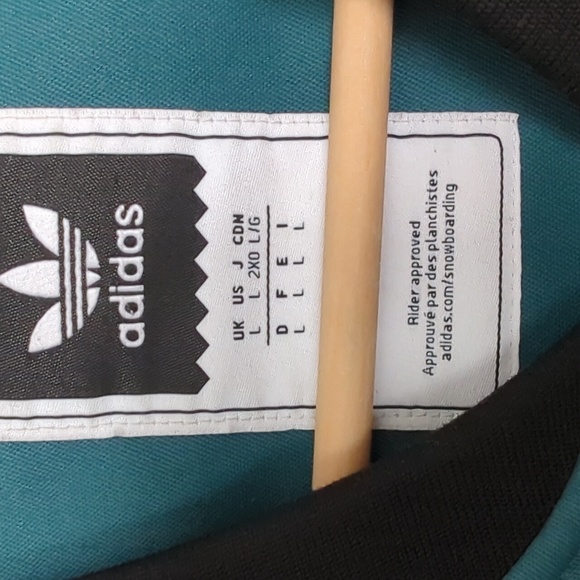 adidas
UK US J CDN
L L 2XO L/G
D F E I
L L L L
Rider approved
Approuvé par des planchistes
adidas.com/snowboarding